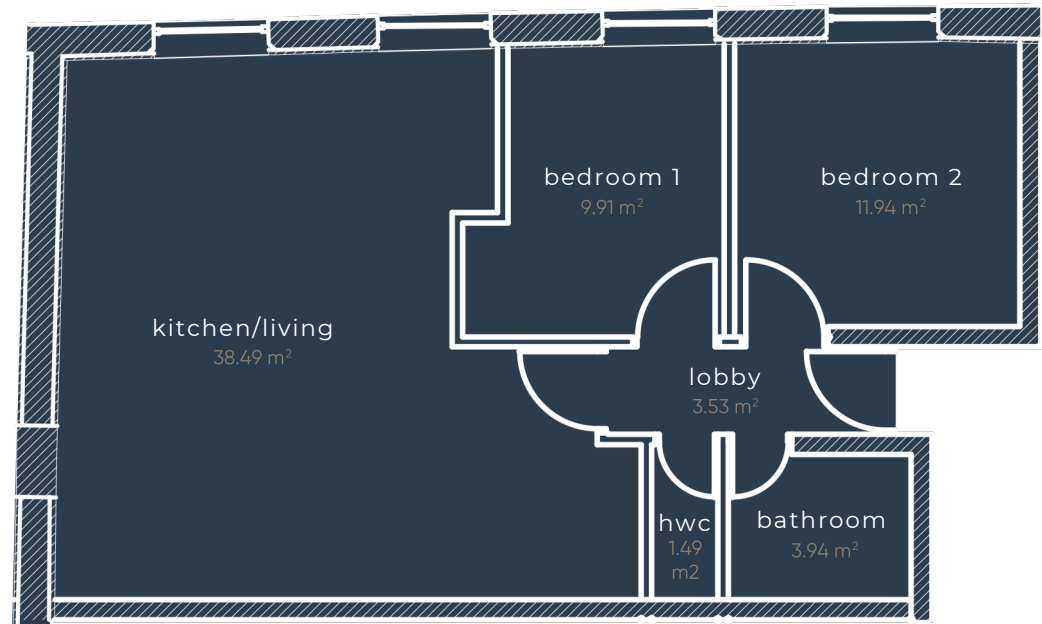 bedroom 1
9.91 m²
bedroom 2
11.94 m²
kitchen/living
38.49 m²
lobby
3.53 m²
hwc
1.49
m2
bathroom
3.94 m²